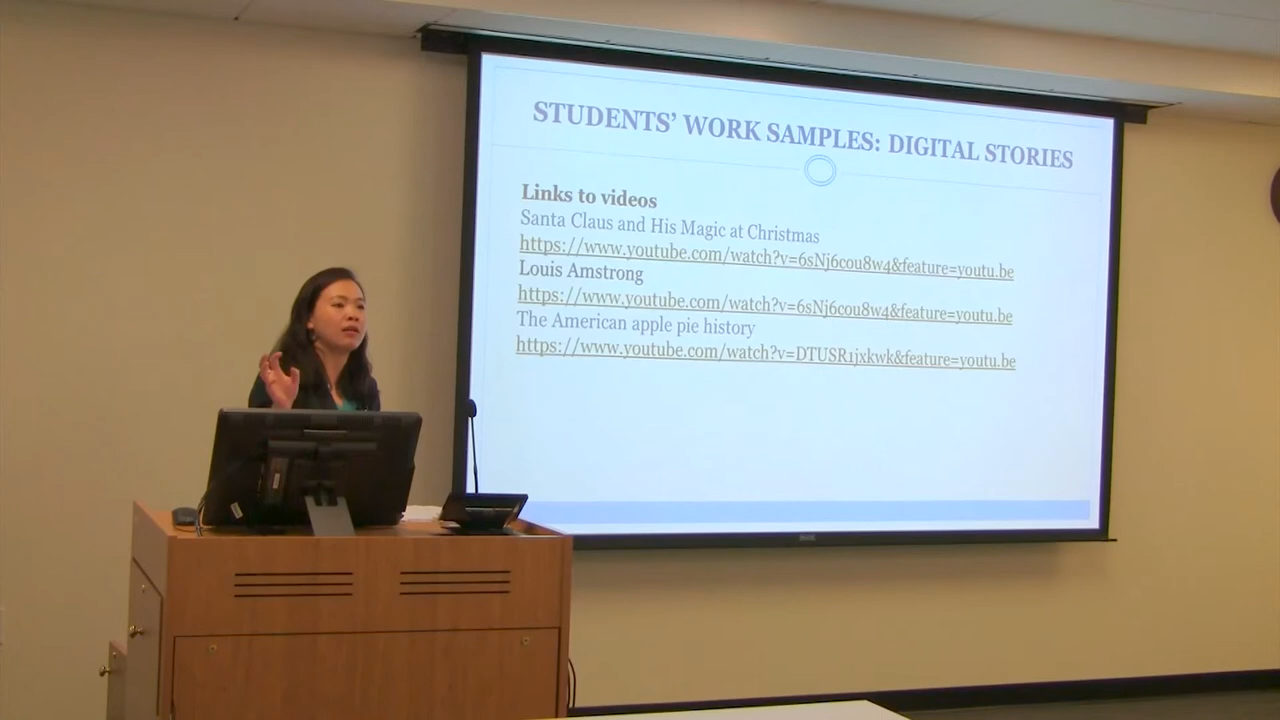 STUDENTS' WORK SAMPLES: DIGITAL STORIES
Links to videos
Santa Claus and His Magic at Christmas
https://www.youtube.com/watch?v=6sNj6cou8w4&feature=youtu.be
Louis Amstrong
https://www.youtube.com/watch?v=6sNj6cou8w4&feature=youtu.be
The American apple pie history
https://www.youtube.com/watch?v=DTUSR1jxkwk&feature=youtu.be